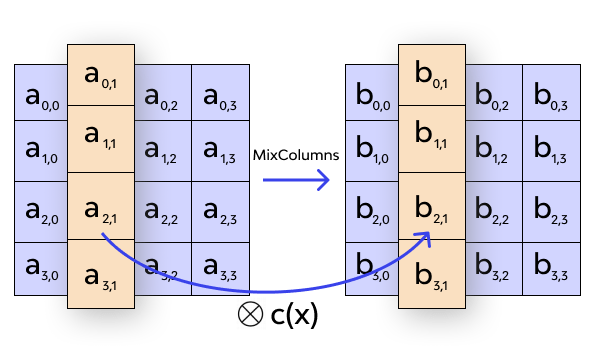 a0,0 a0,1 a0,2 a0,3
a1,0 a1,1 a1,2 a1,3
a2,0 a2,1 a2,2 a2,3
a3,0 a3,1 a3,2 a3,3
MixColumns
b0,0 b0,1 b0,2 b0,3
b1,0 b1,1 b1,2 b1,3
b2,0 b2,1 b2,2 b2,3
b3,0 b3,1 b3,2 b3,3
⊗ c(x)